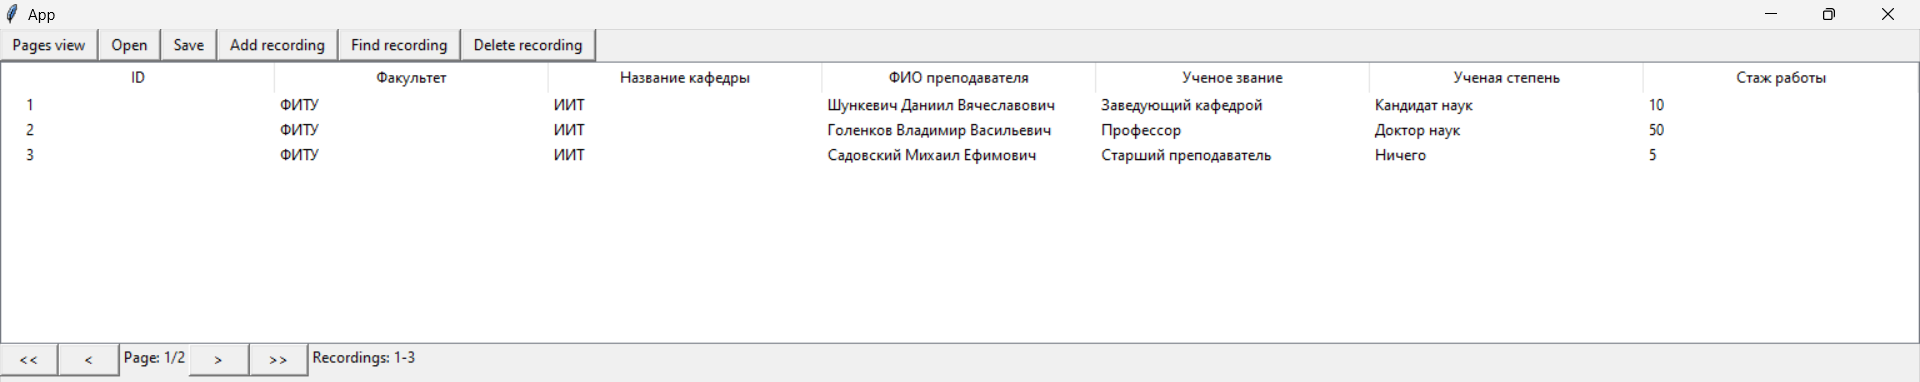 App
Pages view Open Save Add recording Find recording Delete recording
ID Факультет Название кафедры ФИО преподавателя Ученое звание Ученая степень Стаж работы
1 ФИТУ ИИТ Шункевич Даниил Вячеславович Заведующий кафедрой Кандидат наук 10
2 ФИТУ ИИТ Голенков Владимир Васильевич Профессор Доктор наук 50
3 ФИТУ ИИТ Садовский Михаил Ефимович Старший преподаватель Ничего 5
<< < Page: 1/2 > >> Recordings: 1-3